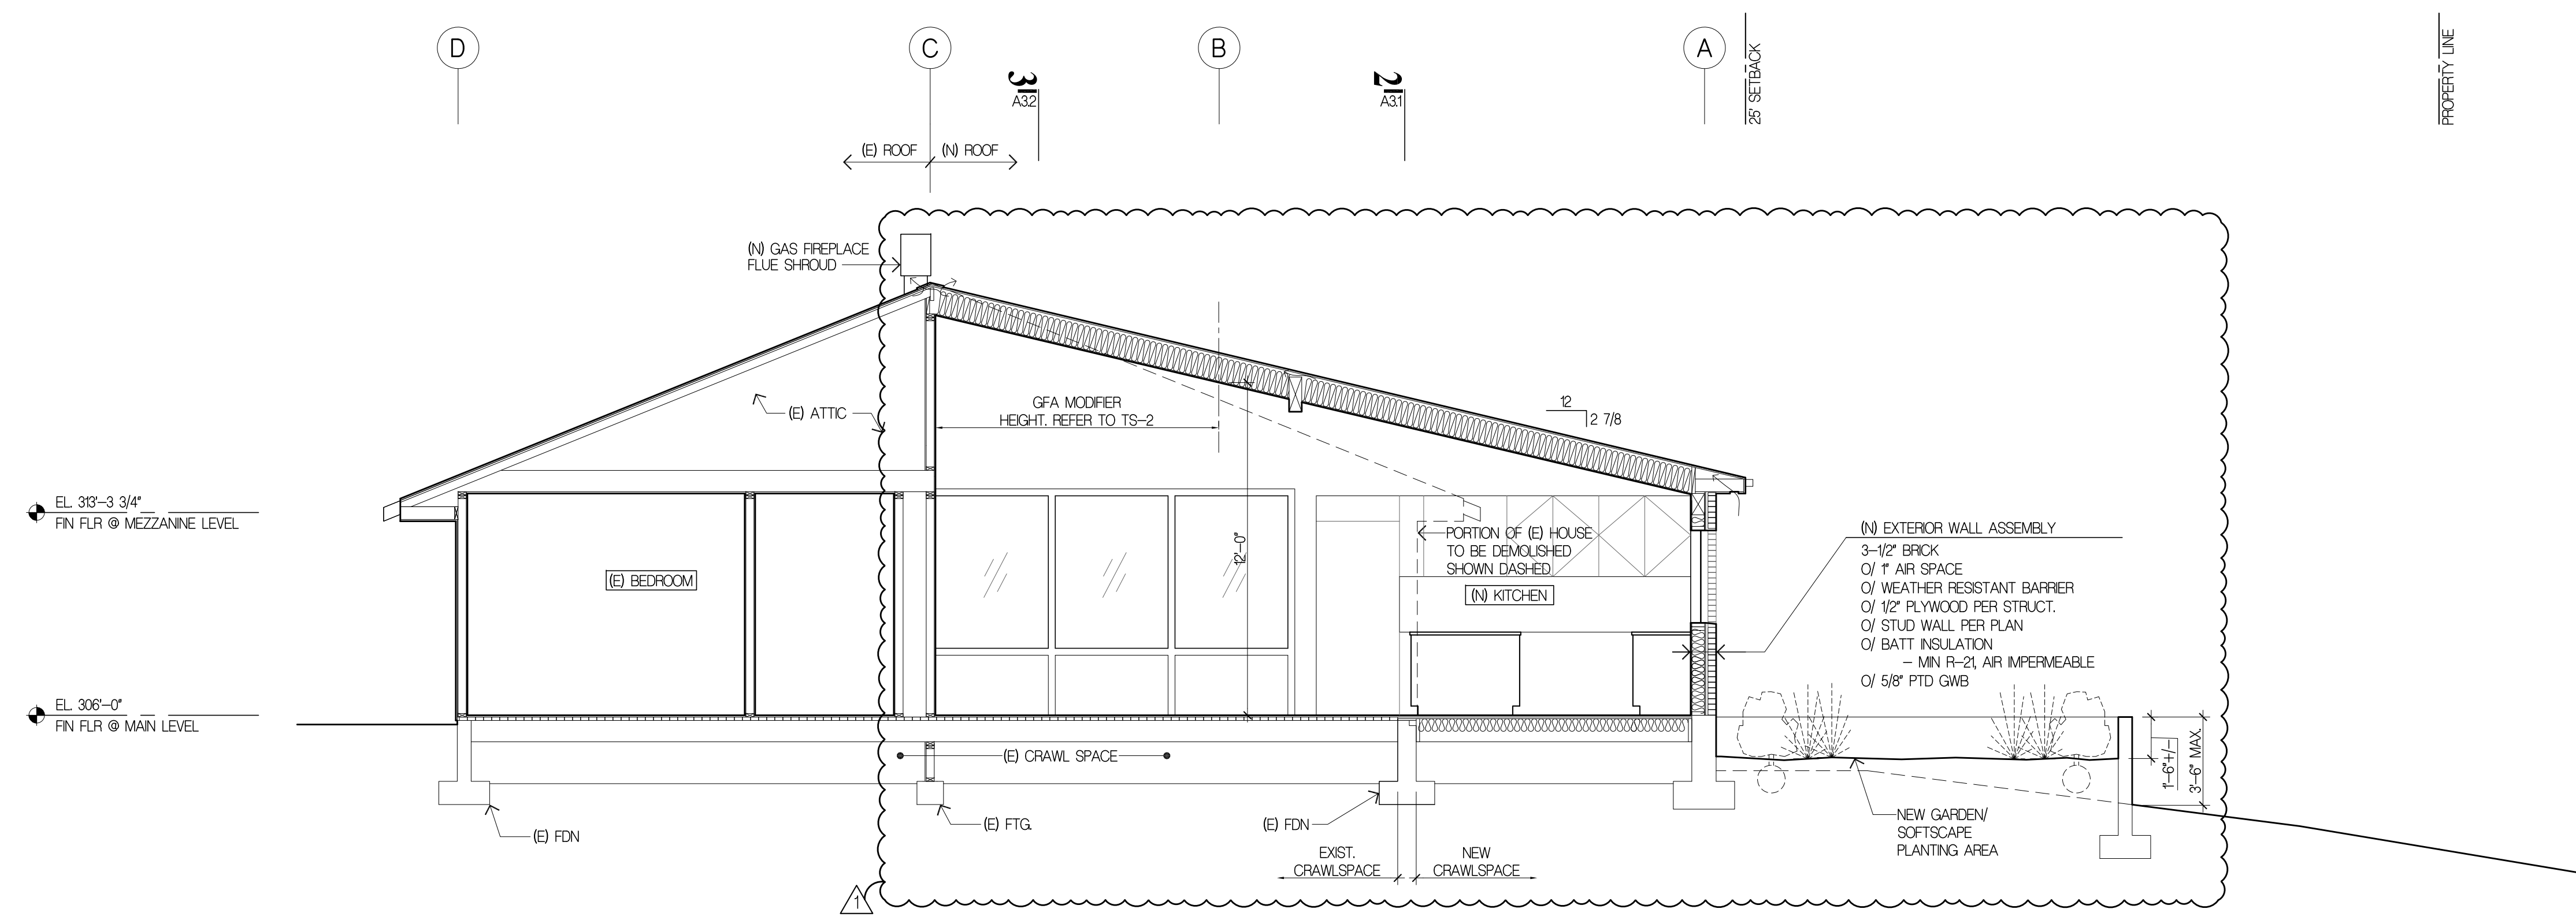 D
C
B
A
3
A3.2
2
A3.1
25' SETBACK
PROPERTY LINE
(E) ROOF
(N) ROOF
(N) GAS FIREPLACE
FLUE SHROUD
(E) ATTIC
GFA MODIFIER
HEIGHT. REFER TO TS-2
12
2 7/8
EL. 313'-3 3/4"
FIN FLR @ MEZZANINE LEVEL
12'-0"
PORTION OF (E) HOUSE
TO BE DEMOLISHED
SHOWN DASHED
(E) BEDROOM
(N) KITCHEN
(N) EXTERIOR WALL ASSEMBLY
3-1/2" BRICK
O/ 1" AIR SPACE
O/ WEATHER RESISTANT BARRIER
O/ 1/2" PLYWOOD PER STRUCT.
O/ STUD WALL PER PLAN
O/ BATT INSULATION
- MIN R-21, AIR IMPERMEABLE
O/ 5/8" PTD GWB
EL. 306'-0"
FIN FLR @ MAIN LEVEL
(E) CRAWL SPACE
1'-6"+/-
3'-6" MAX.
(E) FDN
(E) FTG.
(E) FDN
NEW GARDEN/
SOFTSCAPE
PLANTING AREA
EXIST.
CRAWLSPACE
NEW
CRAWLSPACE
1